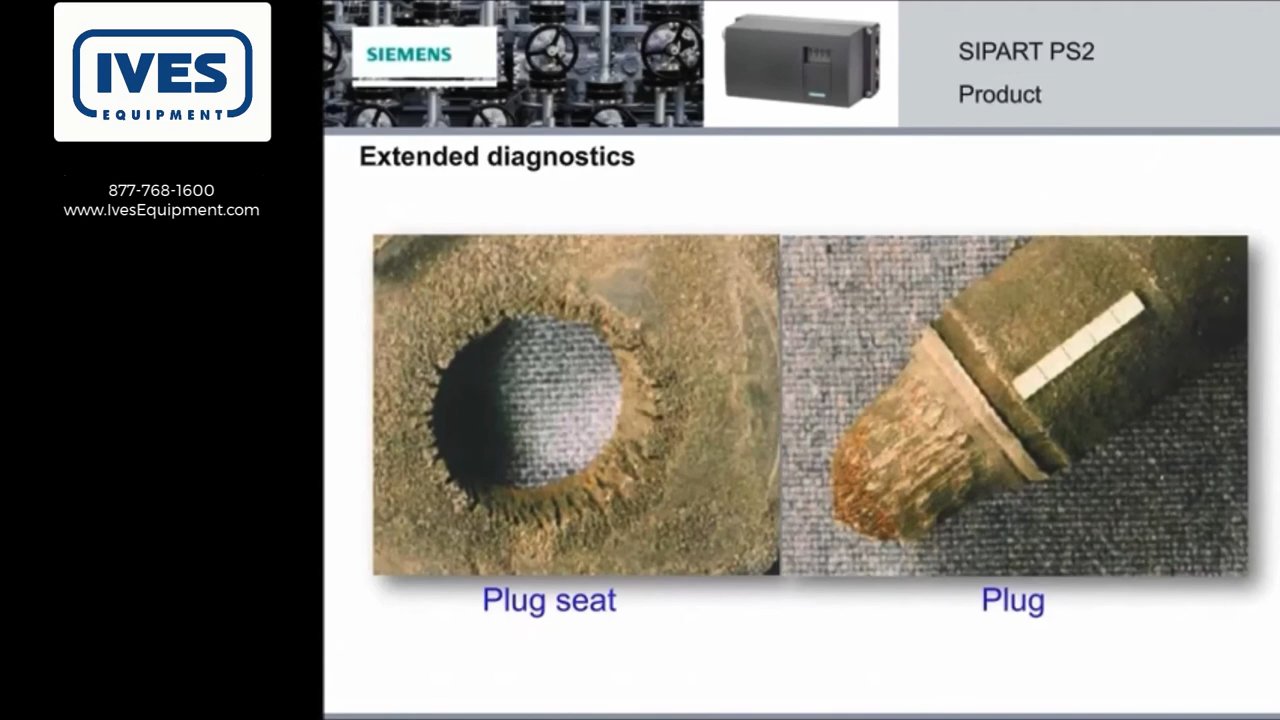 IVES
EQUIPMENT
877-768-1600
www.IvesEquipment.com
SIEMENS
SIPART PS2
Product
Extended diagnostics
Plug seat
Plug